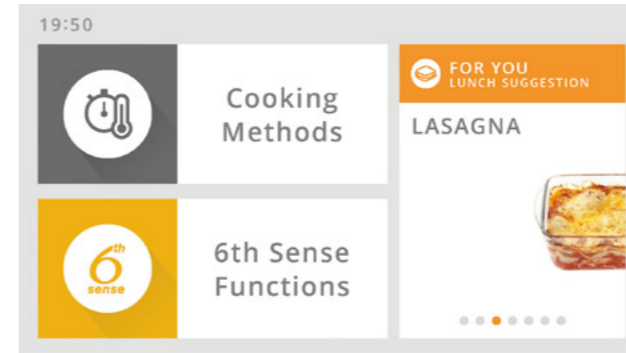 19:50
Cooking
Methods
FOR YOU
LUNCH SUGGESTION
LASAGNA
6th
sense
6th Sense
Functions